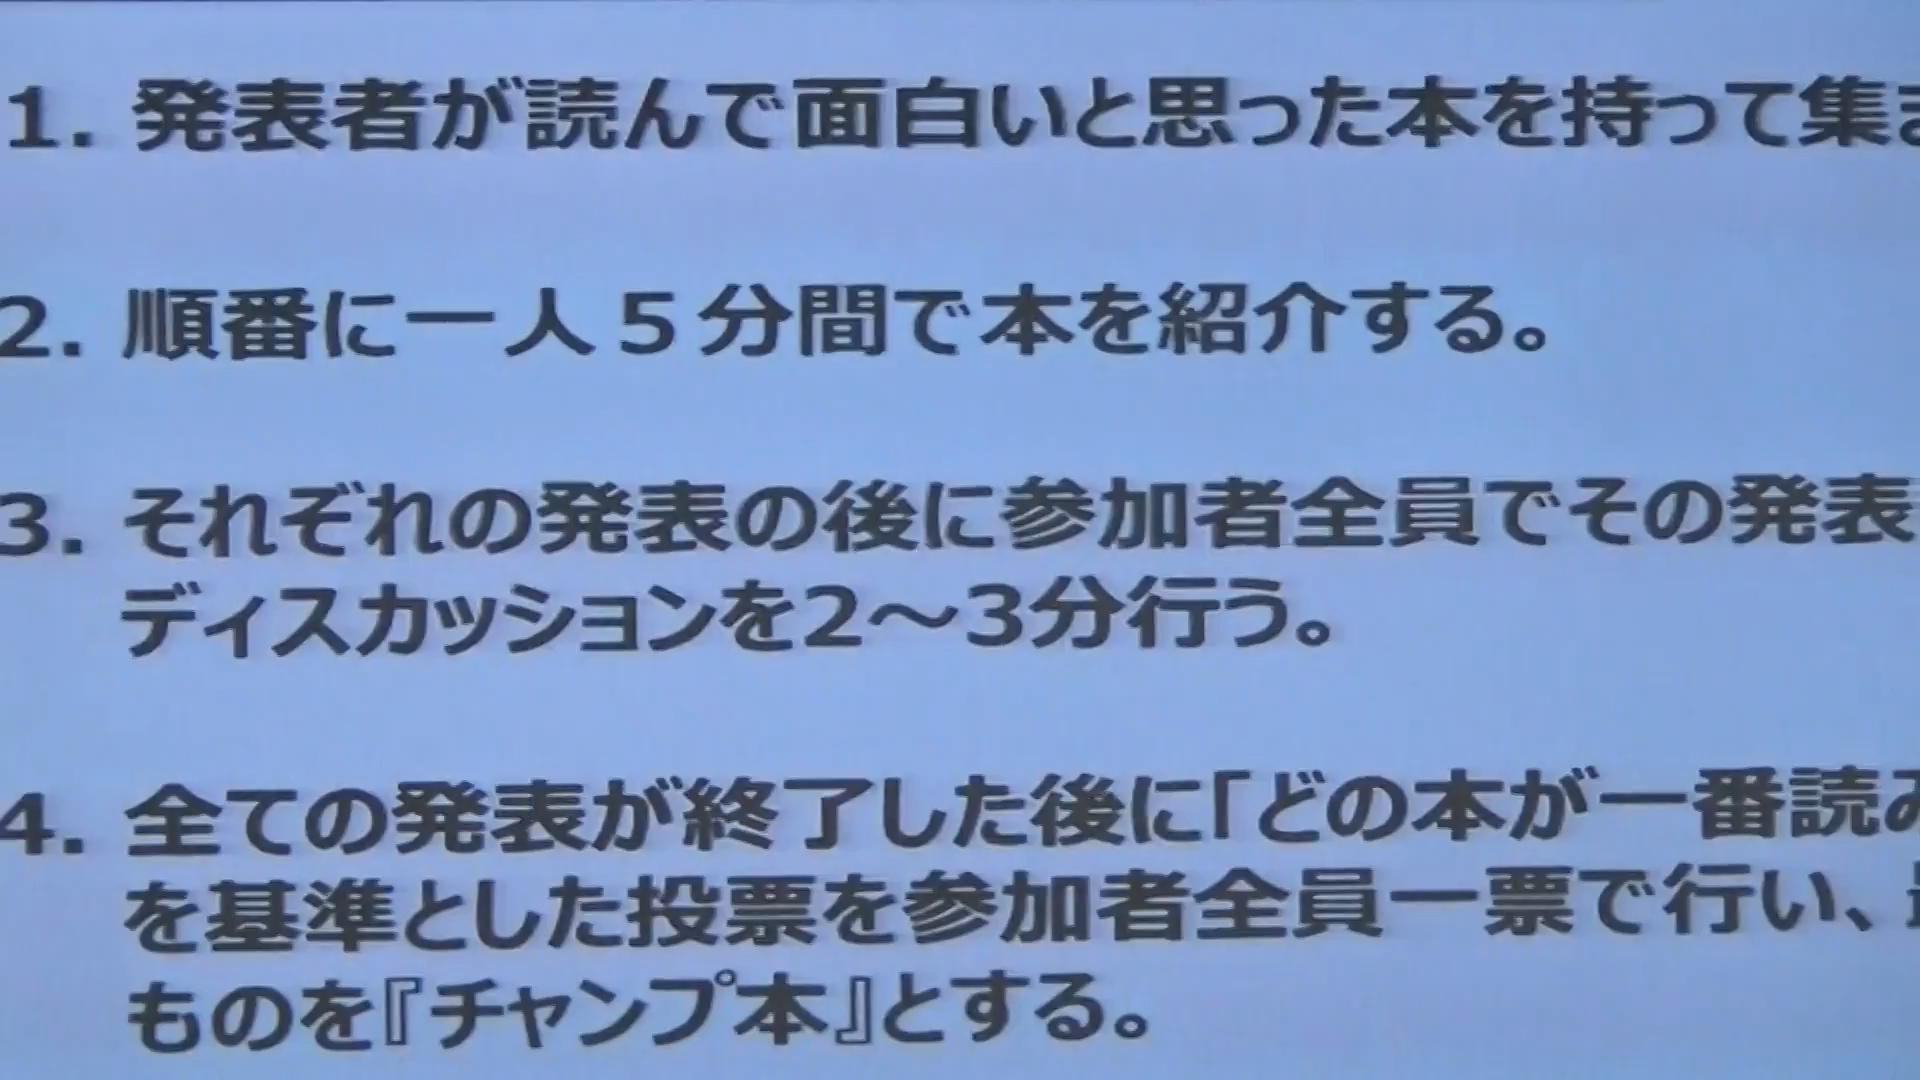 1. 発表者が読んで面白いと思った本を持って集
2. 順番に一人５分間で本を紹介する。
3. それぞれの発表の後に参加者全員でその発表
ディスカッションを2～3分行う。
4. 全ての発表が終了した後に「どの本が一番読み
を基準とした投票を参加者全員一票で行い、
ものを『チャンプ本』とする。